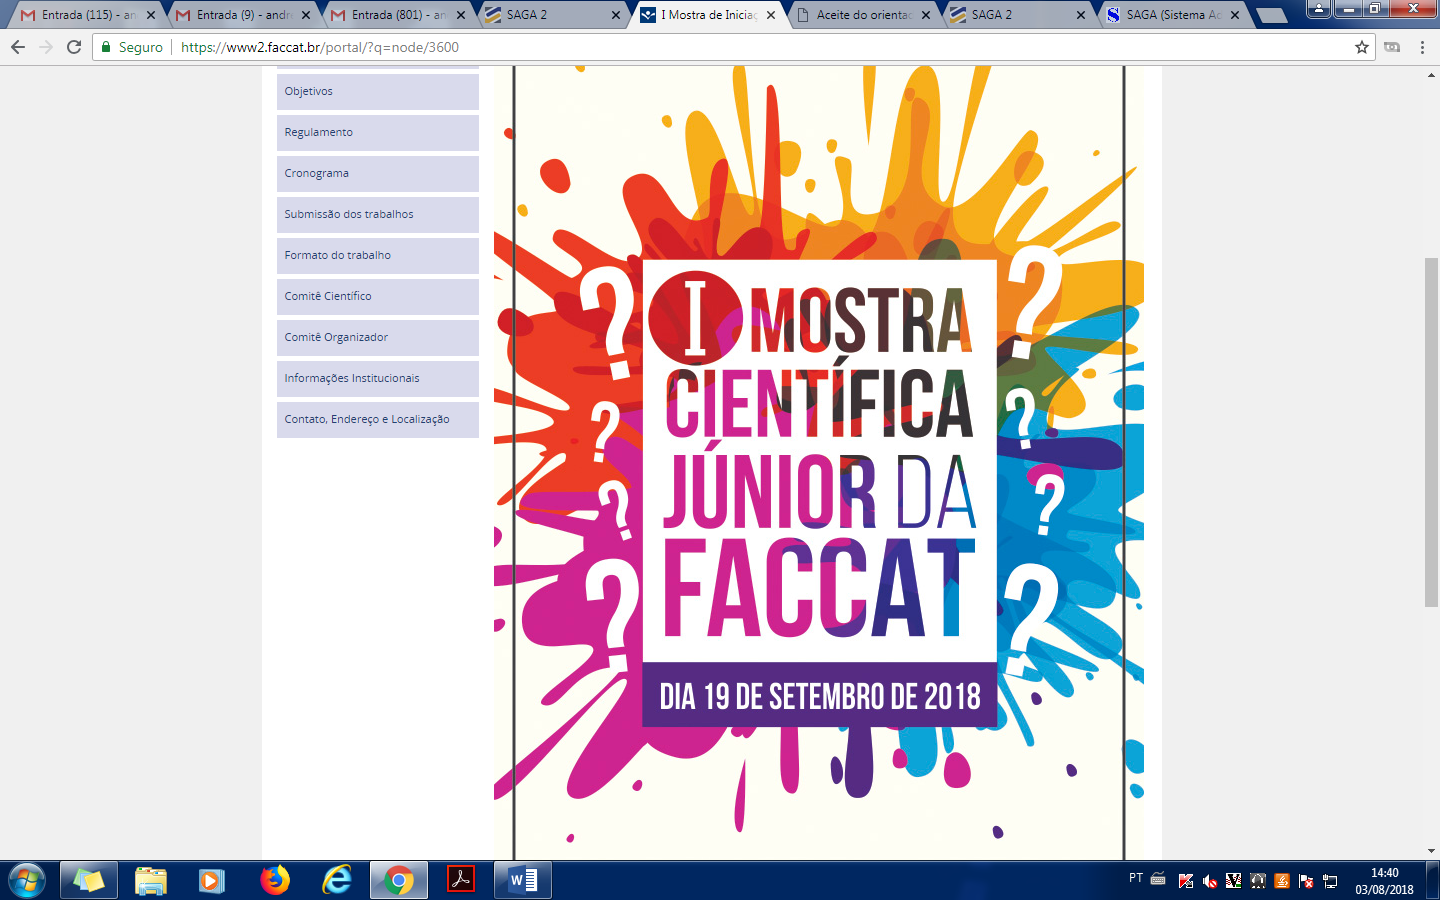 Entrada (115) - an
Entrada (9) - andre
Entrada (801) - an
SAGA 2
I Mostra de Iniciaç
Aceite do orientad
SAGA 2
SAGA (Sistema Ac
Seguro
https://www2.faccat.br/portal/?q=node/3600
Objetivos
Regulamento
Cronograma
Submissão dos trabalhos
Formato do trabalho
Comitê Científico
Comitê Organizador
Informações Institucionais
Contato, Endereço e Localização
? ? ? ?
? ? ? ?
I MOSTRA
CIENTÍFICA
JÚNIOR DA
FACCAT
DIA 19 DE SETEMBRO DE 2018
PT
14:40
03/08/2018